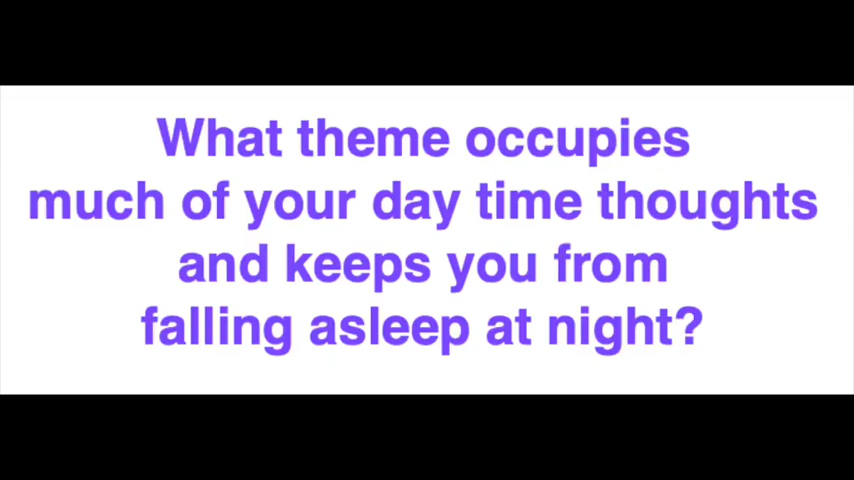 What theme occupies
much of your day time thoughts
and keeps you from
falling asleep at night?